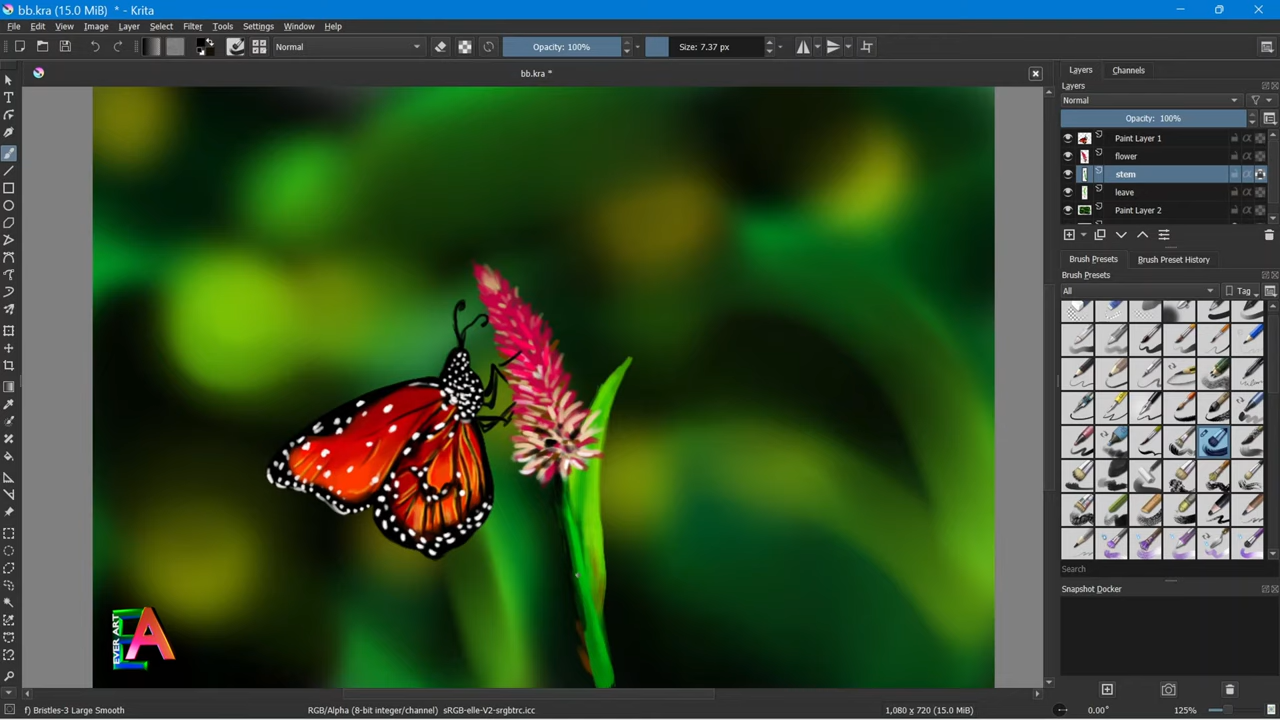 bb.kra (15.0 MiB) * - Krita
File Edit View Image Layer Select Filter Tools Settings Window Help
Normal Opacity: 100% Size: 7.37 px
bb.kra *
Layers Channels
Layers
Normal
Opacity: 100%
Paint Layer 1
flower
stem
leave
Paint Layer 2
Brush Presets Brush Preset History
Brush Presets
All Tag
Search
Snapshot Docker
EVER ART
EA
f) Bristles-3 Large Smooth RGB/Alpha (8-bit integer/channel) sRGB-elle-V2-srgbtrc.icc 1,080 x 720 (15.0 MiB) 0.00° 125%